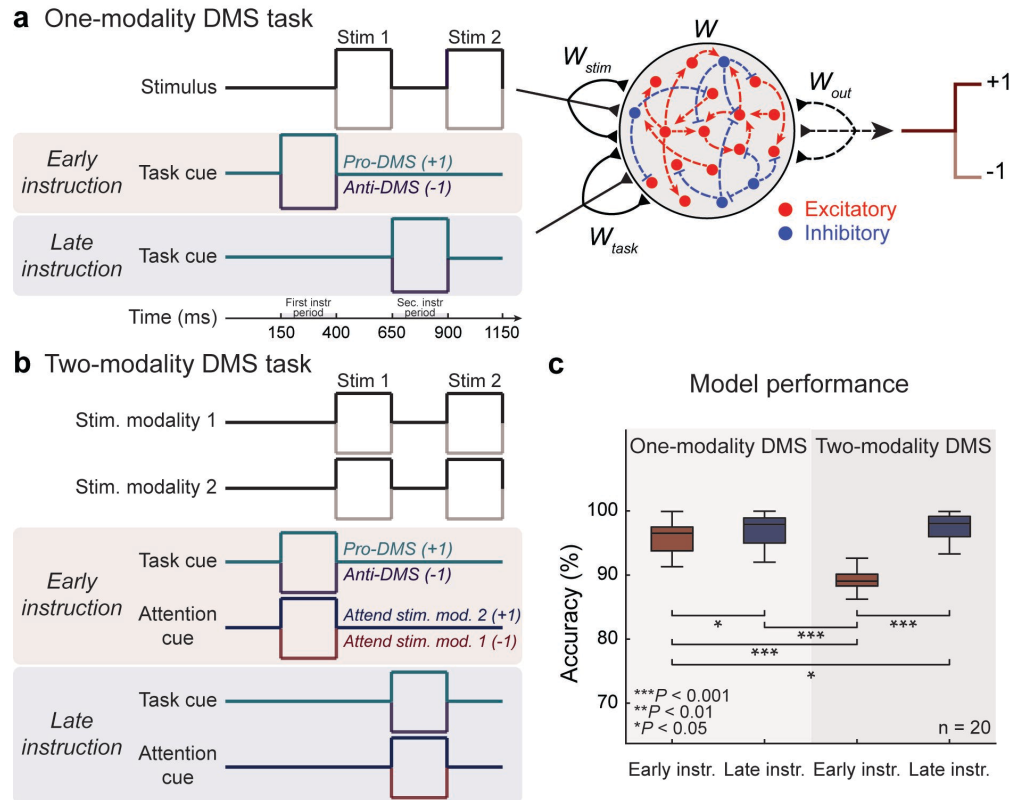 a One-modality DMS task
Stim 1
Stim 2
Stimulus
Early
instruction
Task cue
Pro-DMS (+1)
Anti-DMS (-1)
Late
instruction
Task cue
First instr
period
Sec. instr
period
Time (ms)
150 400 650 900 1150
W
W stim
W task
W out
+1
-1
Excitatory
Inhibitory
b Two-modality DMS task
Stim 1
Stim 2
Stim. modality 1
Stim. modality 2
Early
instruction
Task cue
Pro-DMS (+1)
Anti-DMS (-1)
Attention
cue
Attend stim. mod. 2 (+1)
Attend stim. mod. 1 (-1)
Late
instruction
Task cue
Attention
cue
c
Model performance
One-modality DMS Two-modality DMS
Accuracy (%)
100
90
80
70
*
***
***
***
*
***P < 0.001
**P < 0.01
*P < 0.05
n = 20
Early instr. Late instr. Early instr. Late instr.